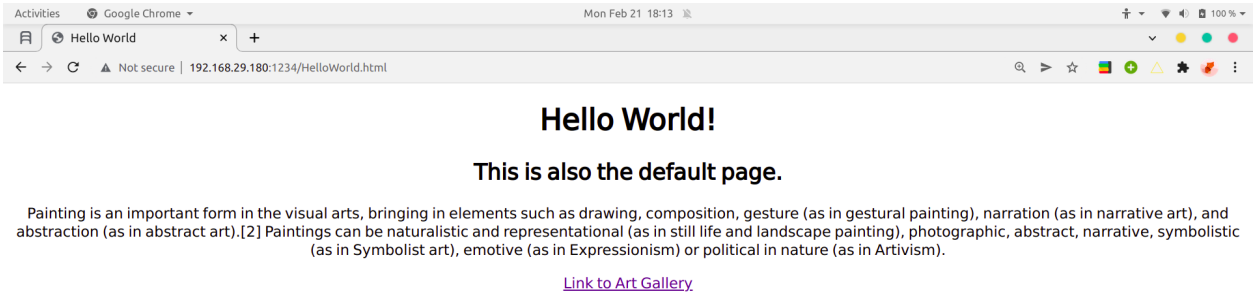 Activities Google Chrome Mon Feb 21 18:13 100 %
Hello World
Not secure | 192.168.29.180:1234/HelloWorld.html
Hello World!
This is also the default page.
Painting is an important form in the visual arts, bringing in elements such as drawing, composition, gesture (as in gestural painting), narration (as in narrative art), and
abstraction (as in abstract art).[2] Paintings can be naturalistic and representational (as in still life and landscape painting), photographic, abstract, narrative, symbolistic
(as in Symbolist art), emotive (as in Expressionism) or political in nature (as in Artivism).
Link to Art Gallery